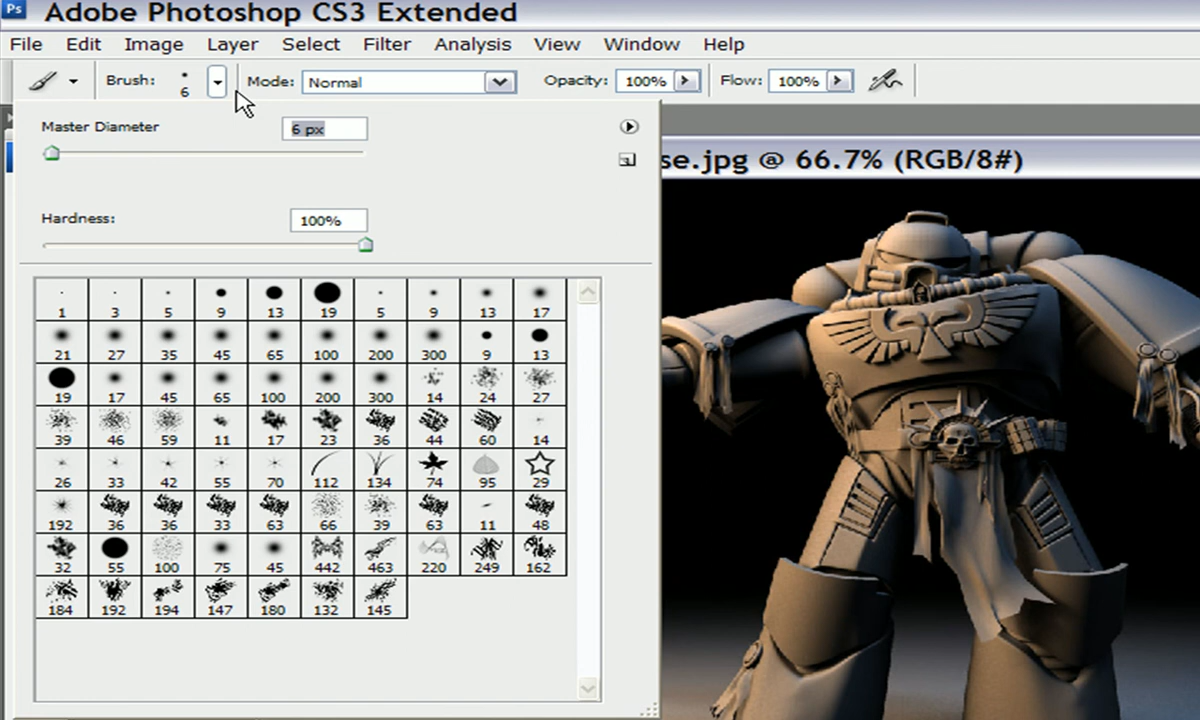 Ps Adobe Photoshop CS3 Extended
File Edit Image Layer Select Filter Analysis View Window Help
Brush: 6 Mode: Normal Opacity: 100% Flow: 100%
Master Diameter 6 px
se.jpg @ 66.7% (RGB/8#)
Hardness: 100%
1 3 5 9 13 19 5 9 13 17
21 27 35 45 65 100 200 300 9 13
19 17 45 65 100 200 300 14 24 27
39 46 59 11 17 23 36 44 60 14
26 33 42 55 70 112 134 74 95 29
192 36 36 33 63 66 39 63 11 48
32 55 100 75 45 442 463 220 249 162
184 192 194 147 180 132 145